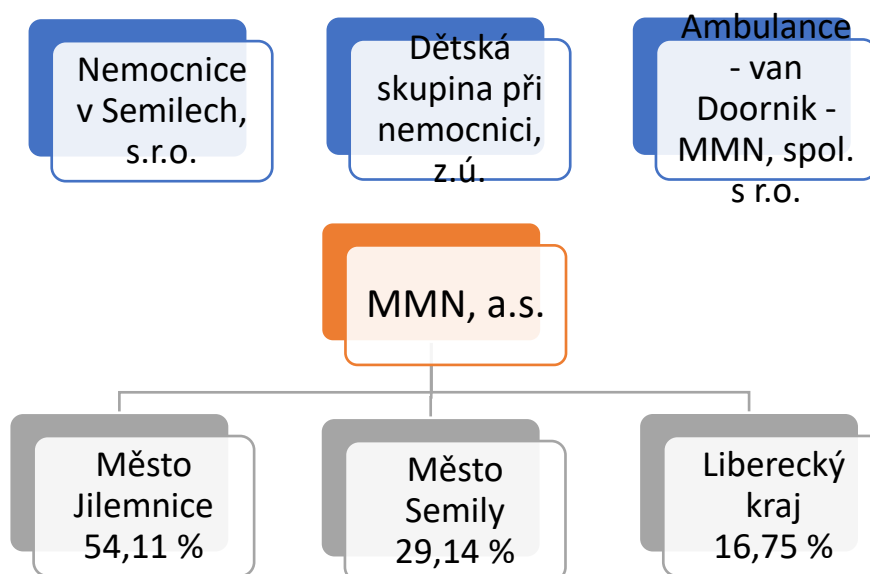 Nemocnice
v Semilech,
s.r.o.
Dětská
skupina při
nemocnici,
z.ú.
Ambulance
- van
Doornik -
MMN, spol.
s r.o.
MMN, a.s.
Město
Jilemnice
54,11 %
Město
Semily
29,14 %
Liberecký
kraj
16,75 %